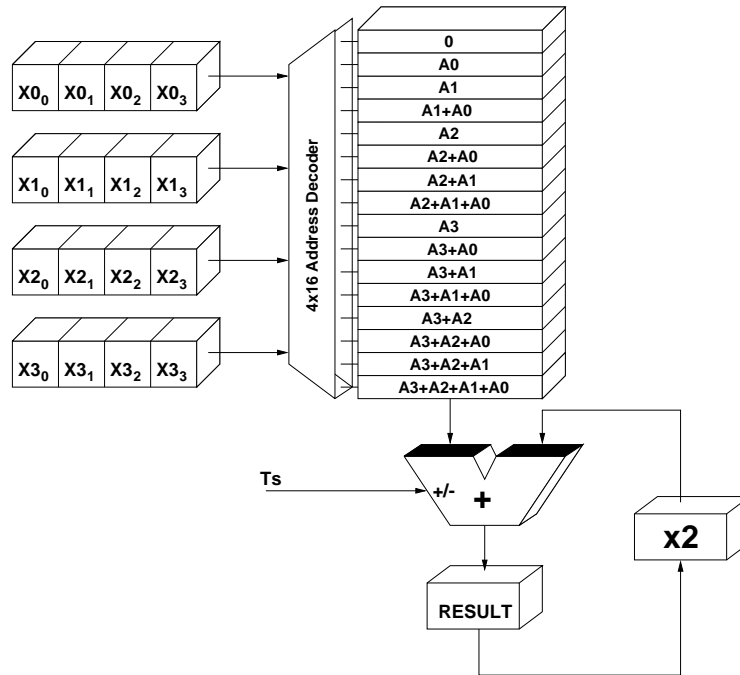 X0₀ X0₁ X0₂ X0₃
X1₀ X1₁ X1₂ X1₃
X2₀ X2₁ X2₂ X2₃
X3₀ X3₁ X3₂ X3₃
4x16 Address Decoder
0
A0
A1
A1+A0
A2
A2+A0
A2+A1
A2+A1+A0
A3
A3+A0
A3+A1
A3+A1+A0
A3+A2
A3+A2+A0
A3+A2+A1
A3+A2+A1+A0
Ts
+/-
+
x2
RESULT